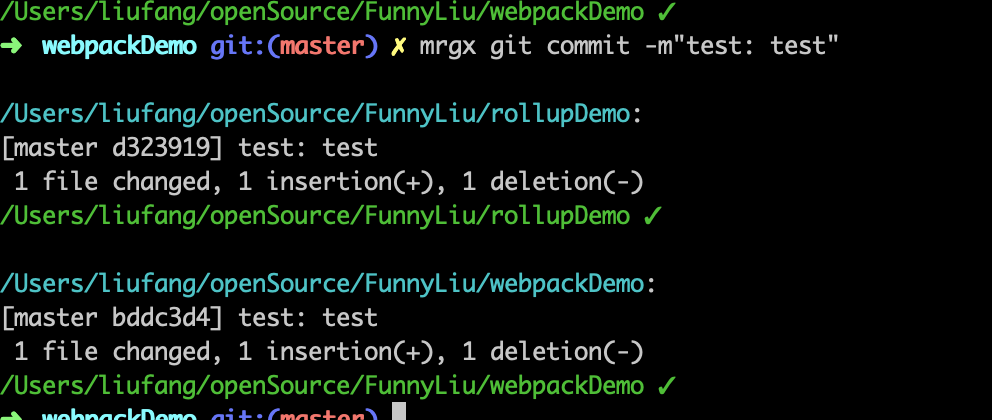 /Users/liufang/openSource/FunnyLiu/webpackDemo ✓
➜ webpackDemo git:(master) ✗ mrgx git commit -m"test: test"
/Users/liufang/openSource/FunnyLiu/rollupDemo:
[master d323919] test: test
1 file changed, 1 insertion(+), 1 deletion(-)
/Users/liufang/openSource/FunnyLiu/rollupDemo ✓
/Users/liufang/openSource/FunnyLiu/webpackDemo:
[master bddc3d4] test: test
1 file changed, 1 insertion(+), 1 deletion(-)
/Users/liufang/openSource/FunnyLiu/webpackDemo ✓
➜ webpackDemo git:(master)